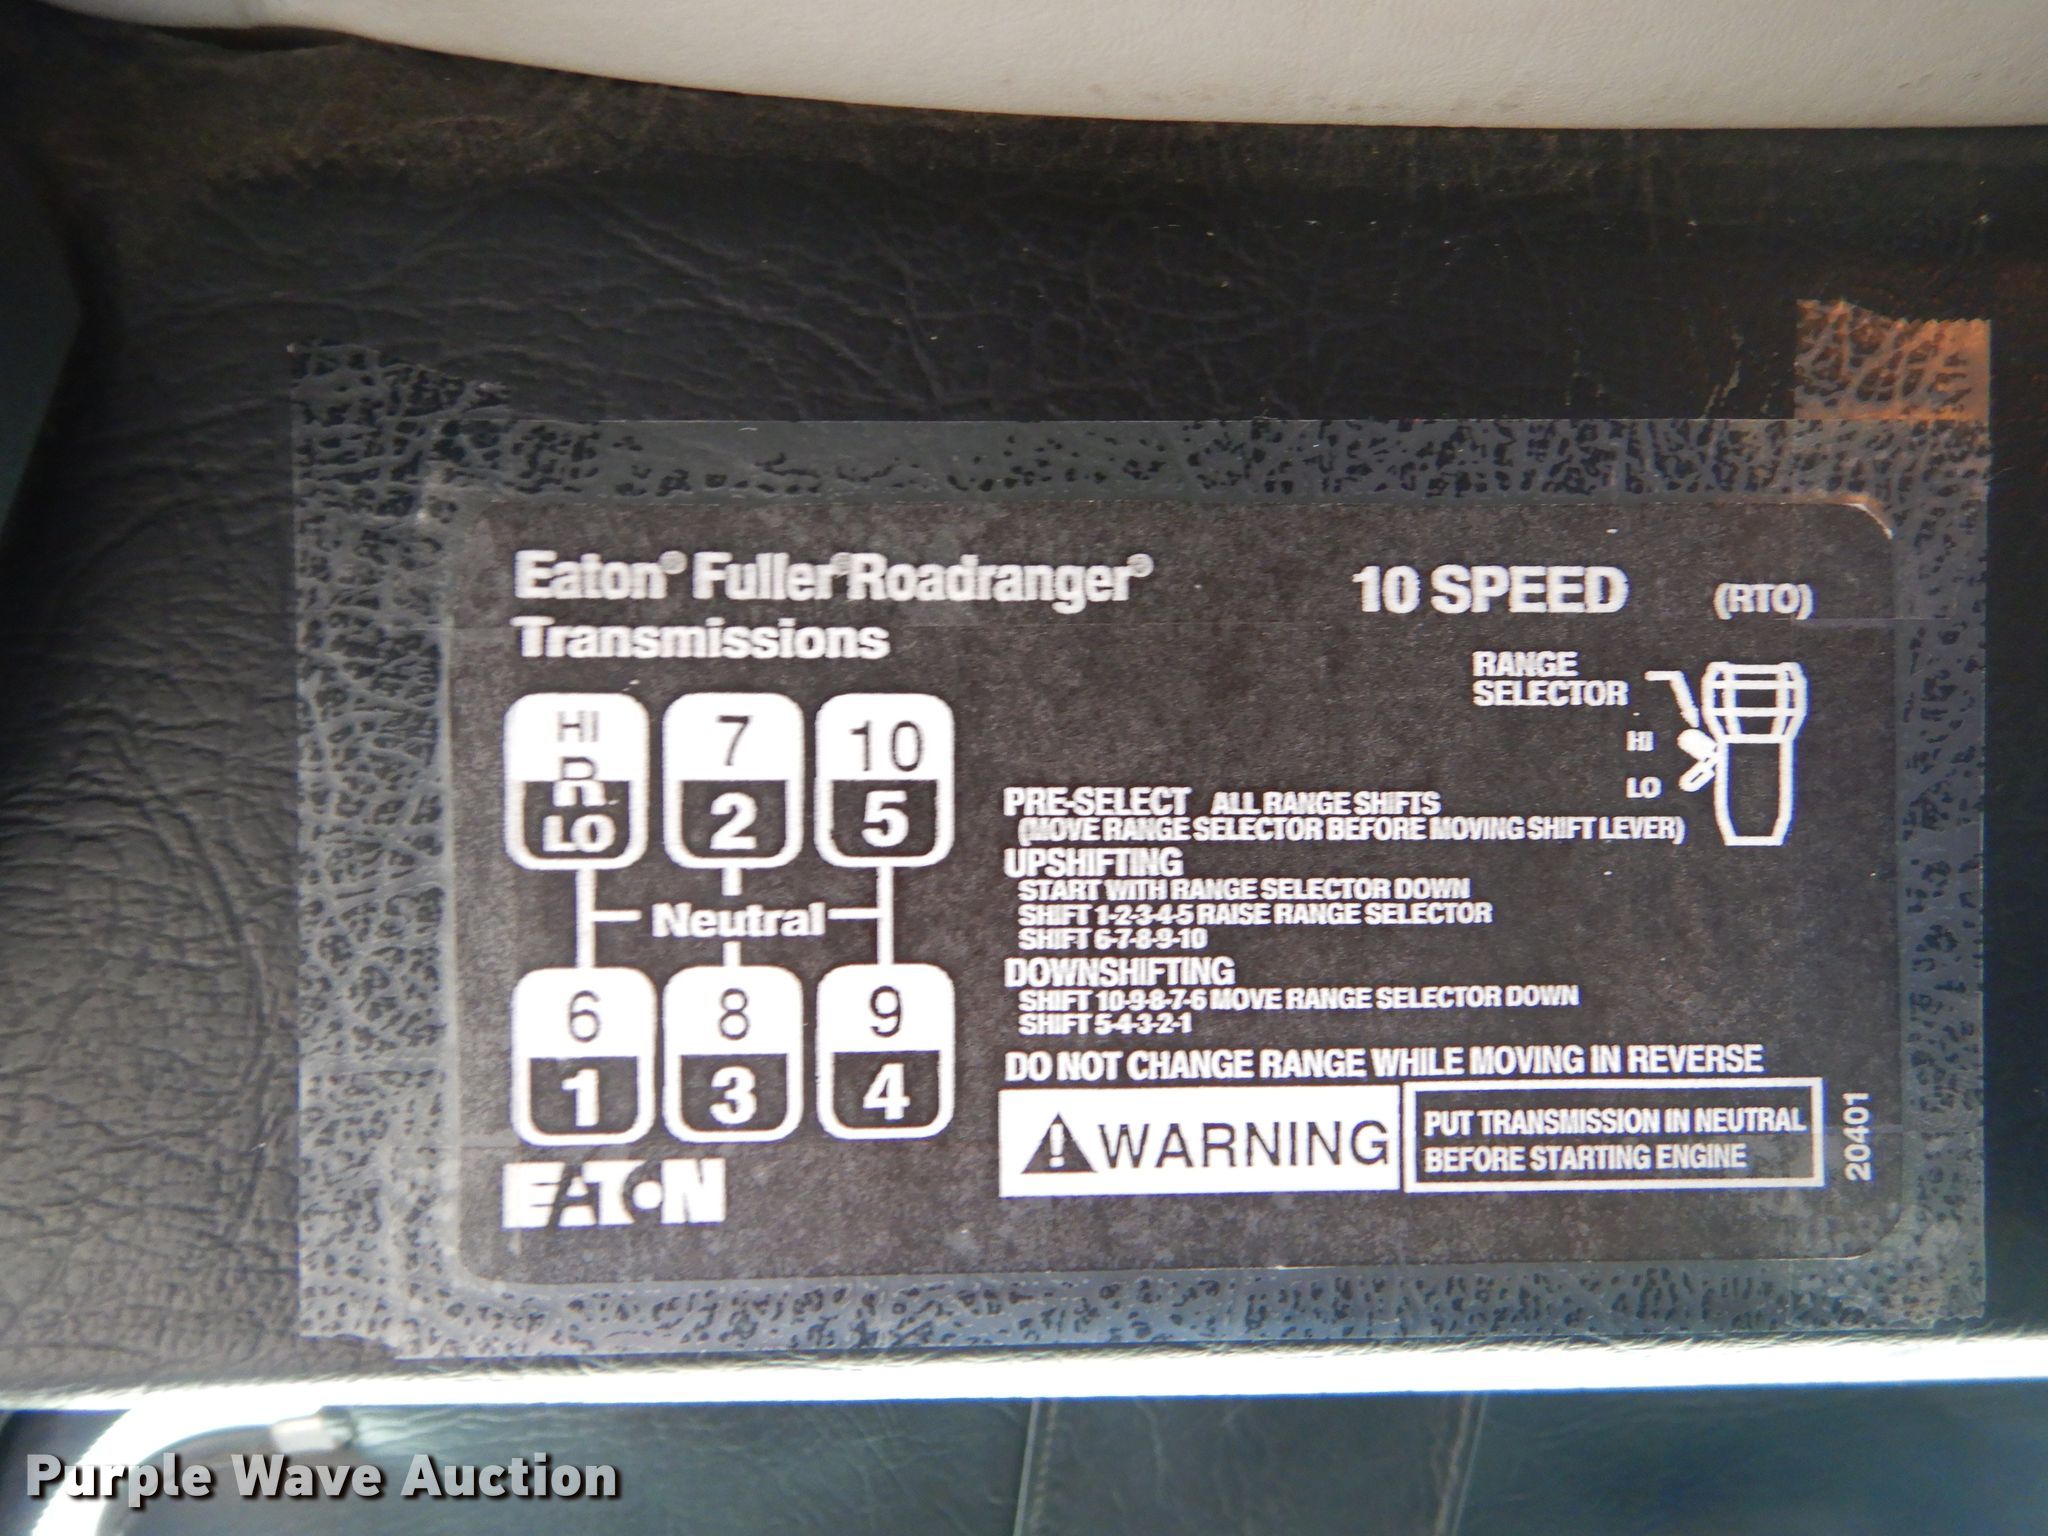 Eaton® Fuller® Roadranger®
Transmissions
10 SPEED (RTO)
RANGE
SELECTOR
HI
LO
HI
R
LO
7
2
10
5
Neutral
6
1
8
3
9
4
EATON
PRE-SELECT ALL RANGE SHIFTS
(MOVE RANGE SELECTOR BEFORE MOVING SHIFT LEVER)
UPSHIFTING
START WITH RANGE SELECTOR DOWN
SHIFT 1-2-3-4-5 RAISE RANGE SELECTOR
SHIFT 6-7-8-9-10
DOWNSHIFTING
SHIFT 10-9-8-7-6 MOVE RANGE SELECTOR DOWN
SHIFT 5-4-3-2-1
DO NOT CHANGE RANGE WHILE MOVING IN REVERSE
WARNING
PUT TRANSMISSION IN NEUTRAL
BEFORE STARTING ENGINE
20401
Purple Wave Auction